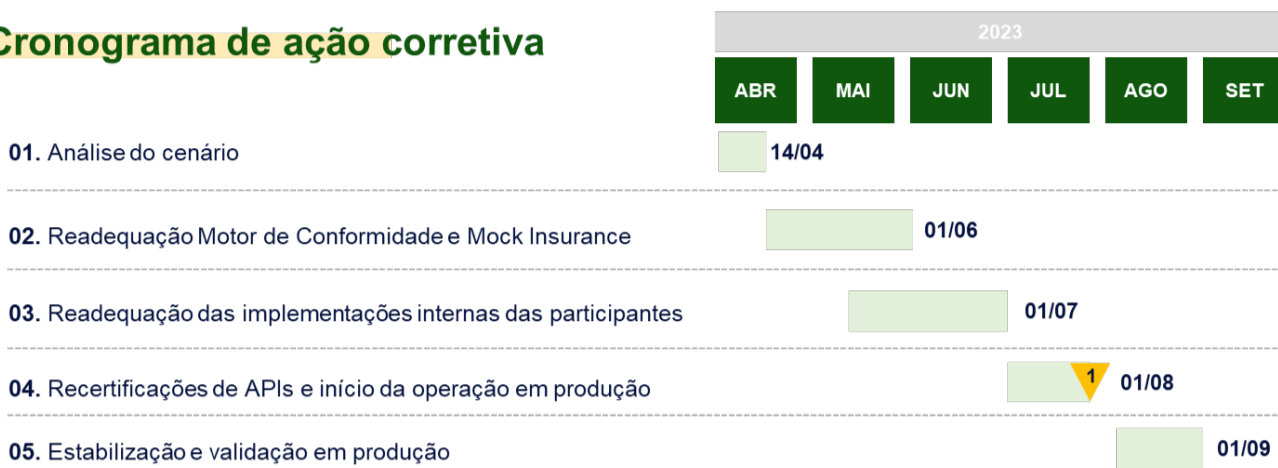 Cronograma de ação corretiva
2023
ABR MAI JUN JUL AGO SET
01. Análise do cenário 14/04
02. Readequação Motor de Conformidade e Mock Insurance 01/06
03. Readequação das implementações internas das participantes 01/07
04. Recertificações de APIs e início da operação em produção 1 01/08
05. Estabilização e validação em produção 01/09